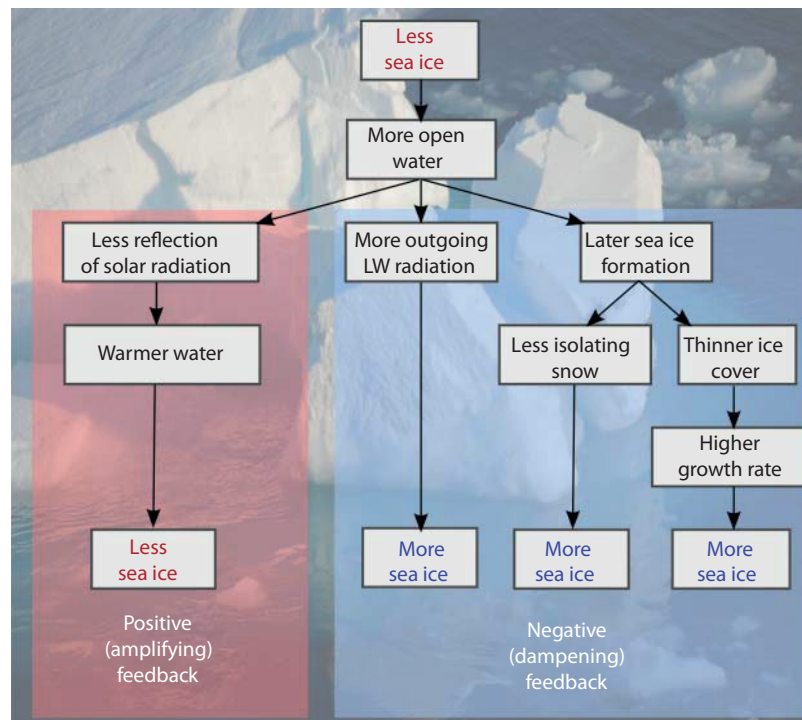 Less
sea ice
More open
water
Less reflection
of solar radiation
More outgoing
LW radiation
Later sea ice
formation
Warmer water
Less isolating
snow
Thinner ice
cover
Higher
growth rate
Less
sea ice
More
sea ice
More
sea ice
More
sea ice
Positive
(amplifying)
feedback
Negative
(dampening)
feedback